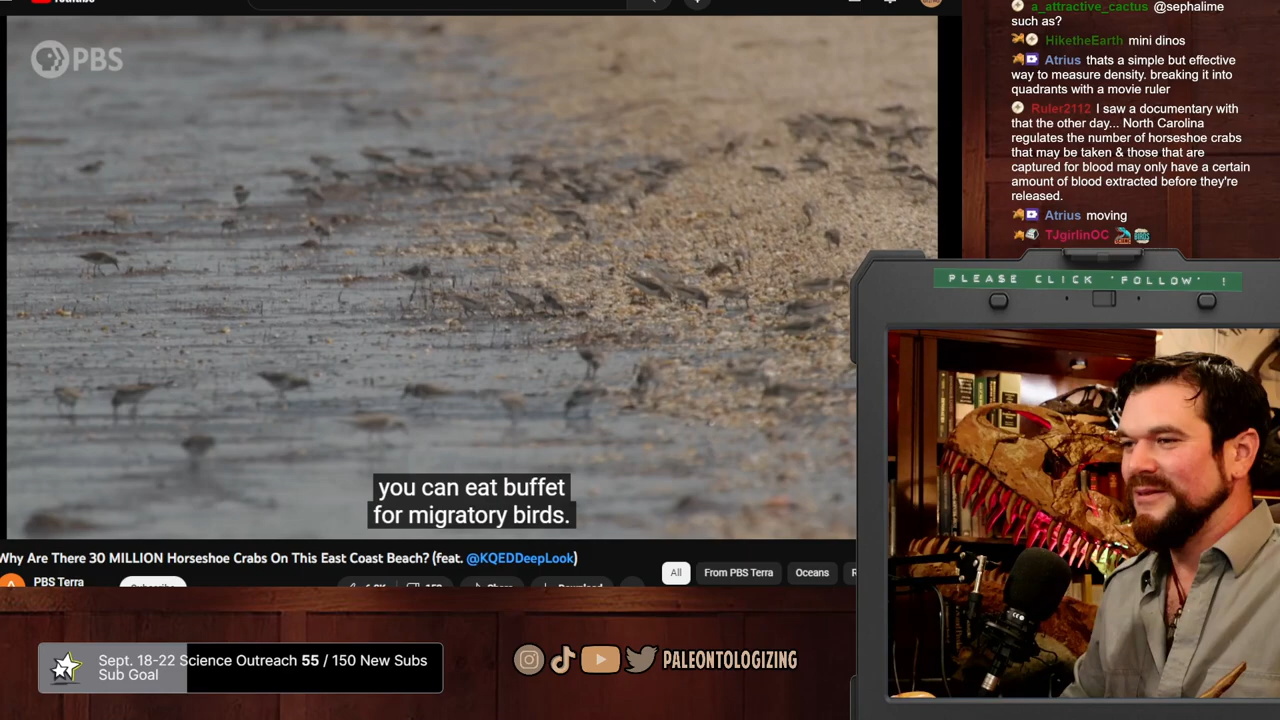 PBS
you can eat buffet
for migratory birds.
Why Are There 30 MILLION Horseshoe Crabs On This East Coast Beach? (feat. @KQEDDeepLook)
PBS Terra
All
From PBS Terra
Oceans
a_attractive_cactus @sephalime
such as?
HiketheEarth mini dinos
Atrius thats a simple but effective
way to measure density. breaking it into
quadrants with a movie ruler
Ruler2112 I saw a documentary with
that the other day... North Carolina
regulates the number of horseshoe crabs
that may be taken & those that are
captured for blood may only have a certain
amount of blood extracted before they're
released.
Atrius moving
TJgirlinOC
PLEASE CLICK 'FOLLOW' !
Sept. 18-22 Science Outreach 55 / 150 New Subs
Sub Goal
PALEONTOLOGIZING